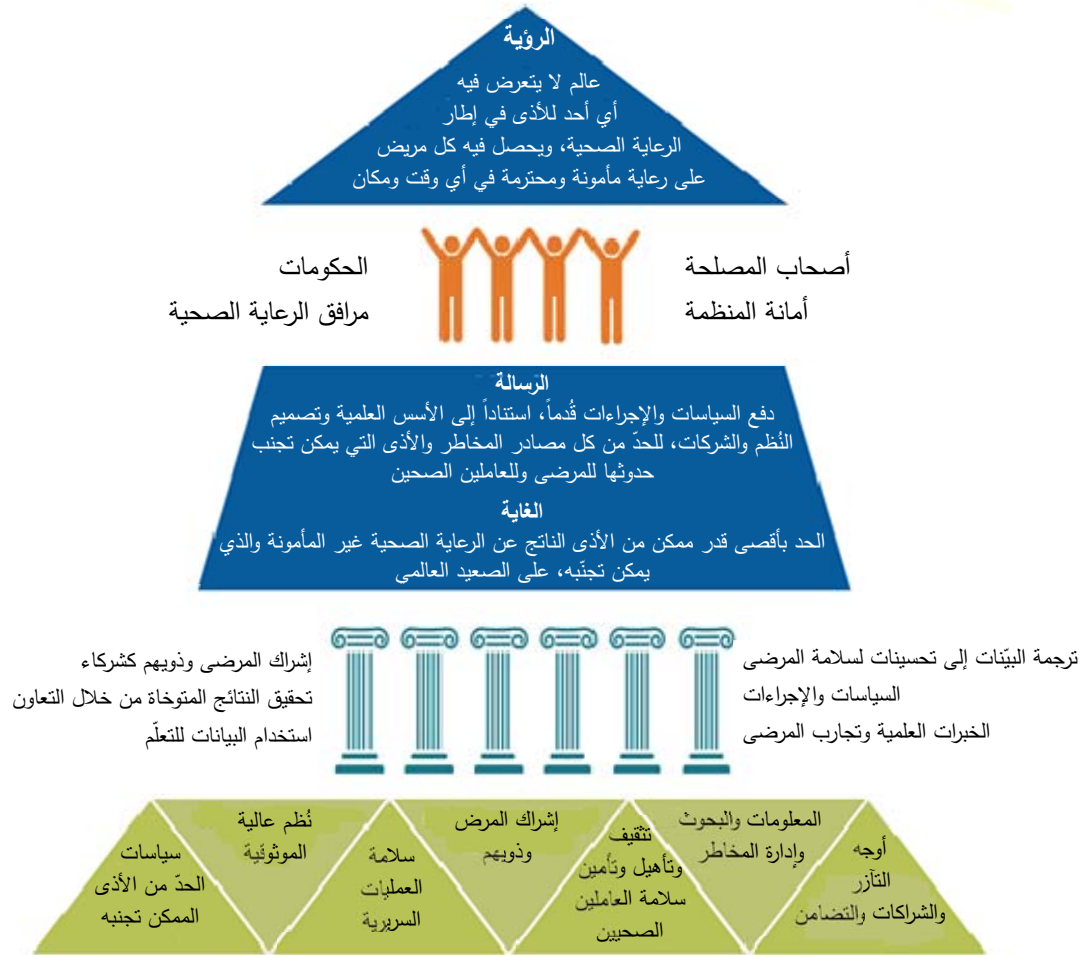 الرؤية
عالم لا يتعرض فيه
أي أحد للأذى في إطار
الرعاية الصحية، ويحصل فيه كل مريض
على رعاية مأمونة ومحترمة في أي وقت ومكان
أصحاب المصلحة
أمانة المنظمة
الحكومات
مرافق الرعاية الصحية
الرسالة
دفع السياسات والإجراءات قُدماً، استناداً إلى الأسس العلمية وتصميم
النُظم والشركات، للحدّ من كل مصادر المخاطر والأذى التي يمكن تجنب
حدوثها للمرضى وللعاملين الصحين
الغاية
الحد بأقصى قدر ممكن من الأذى الناتج عن الرعاية الصحية غير المأمونة والذي
يمكن تجنّبه، على الصعيد العالمي
ترجمة البيّنات إلى تحسينات لسلامة المرضى
السياسات والإجراءات
الخبرات العلمية وتجارب المرضى
إشراك المرضى وذويهم كشركاء
تحقيق النتائج المتوخاة من خلال التعاون
استخدام البيانات للتعلّم
أوجه
التآزر
والشراكات والتضامن
المعلومات والبحوث
وإدارة المخاطر
تثقيف
وتأهيل وتأمين
سلامة العاملين
الصحيين
إشراك المرض
وذويهم
سلامة
العمليات
السريرية
نُظم عالية
الموثوقية
سياسات
الحدّ من الأذى
الممكن تجنبه